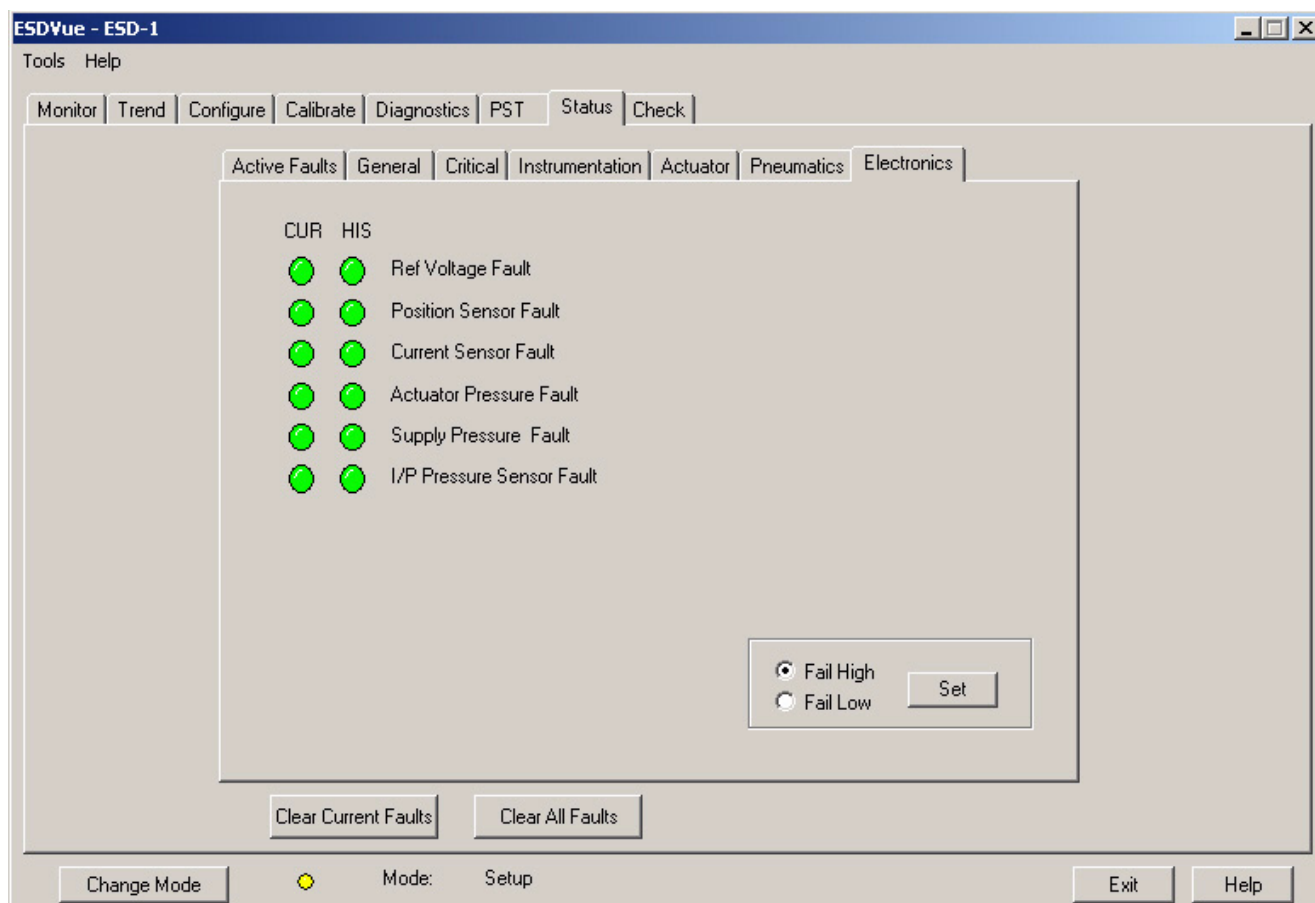 ESDVue - ESD-1
Tools Help
Monitor Trend Configure Calibrate Diagnostics PST Status Check
Active Faults General Critical Instrumentation Actuator Pneumatics Electronics
CUR HIS
Ref Voltage Fault
Position Sensor Fault
Current Sensor Fault
Actuator Pressure Fault
Supply Pressure Fault
I/P Pressure Sensor Fault
Fail High
Fail Low
Set
Clear Current Faults Clear All Faults
Change Mode Mode: Setup Exit Help